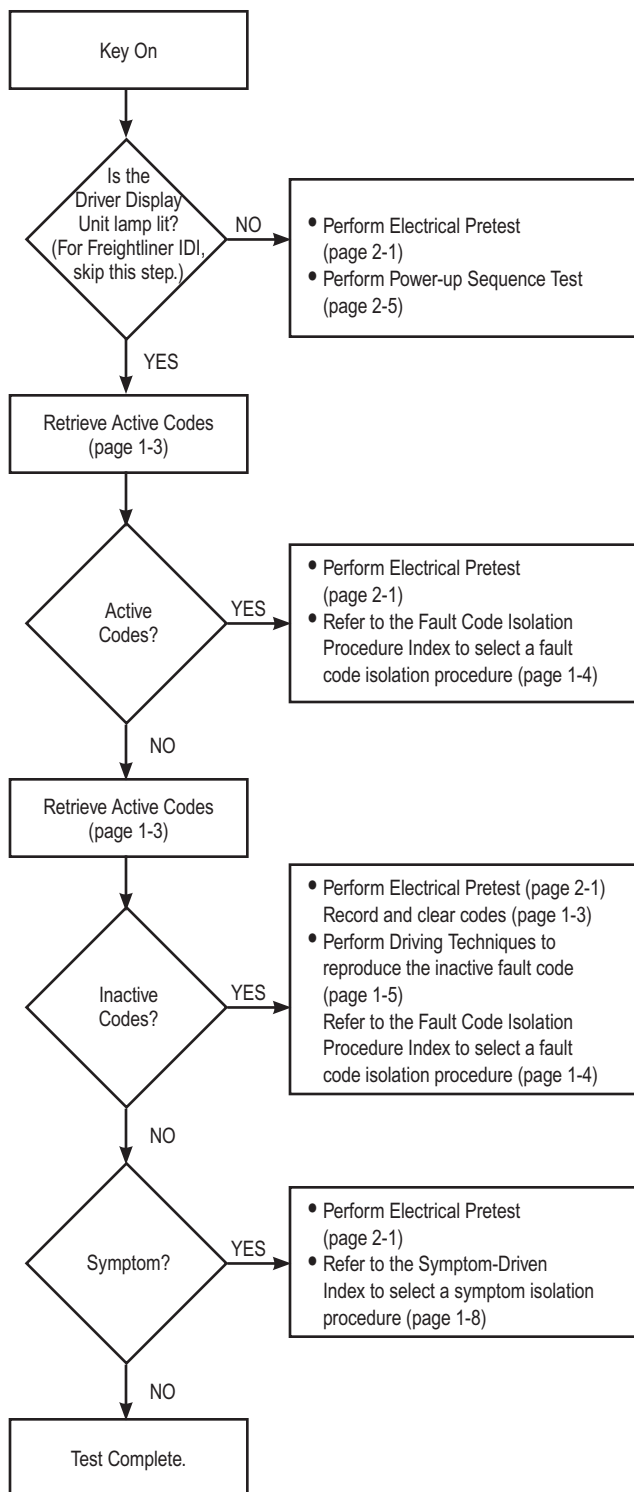 Key On
Is the
Driver Display
Unit lamp lit?
(For Freightliner IDI,
skip this step.)
NO
• Perform Electrical Pretest
(page 2-1)
• Perform Power-up Sequence Test
(page 2-5)
YES
Retrieve Active Codes
(page 1-3)
Active
Codes?
YES
• Perform Electrical Pretest
(page 2-1)
• Refer to the Fault Code Isolation
Procedure Index to select a fault
code isolation procedure (page 1-4)
NO
Retrieve Active Codes
(page 1-3)
Inactive
Codes?
YES
• Perform Electrical Pretest (page 2-1)
Record and clear codes (page 1-3)
• Perform Driving Techniques to
reproduce the inactive fault code
(page 1-5)
Refer to the Fault Code Isolation
Procedure Index to select a fault
code isolation procedure (page 1-4)
NO
Symptom?
YES
• Perform Electrical Pretest
(page 2-1)
• Refer to the Symptom-Driven
Index to select a symptom isolation
procedure (page 1-8)
NO
Test Complete.